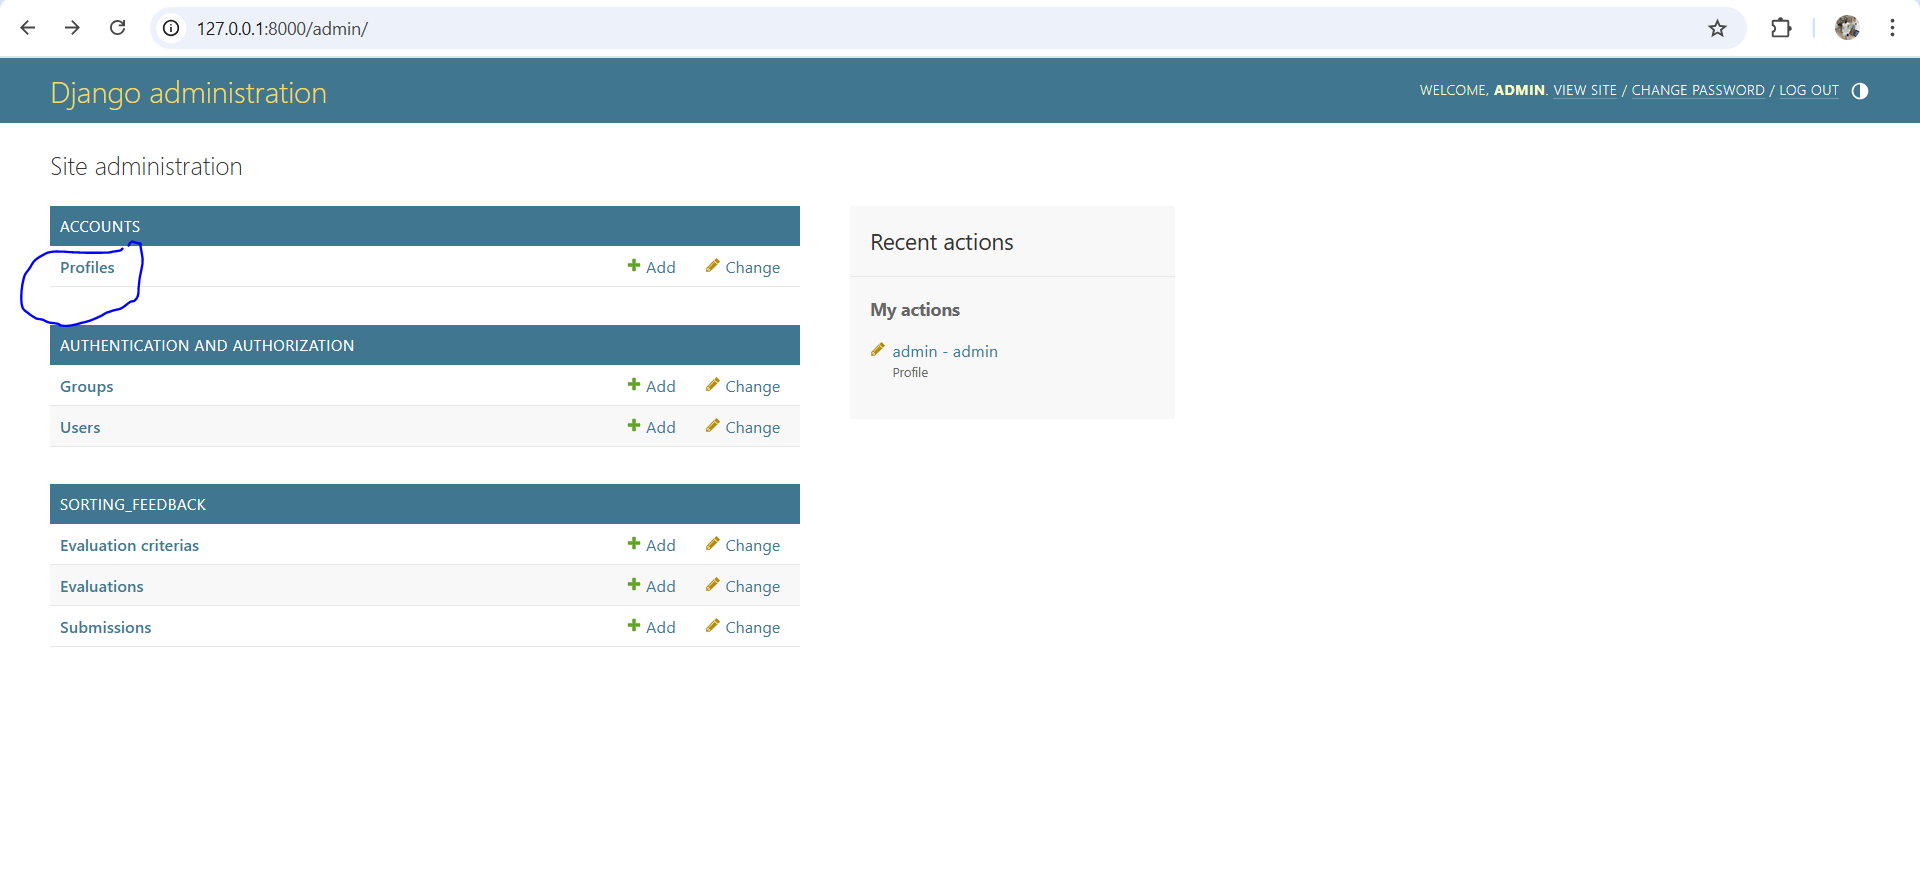 127.0.0.1:8000/admin/
Django administration
WELCOME, ADMIN. VIEW SITE / CHANGE PASSWORD / LOG OUT
Site administration
ACCOUNTS
Profiles Add Change
AUTHENTICATION AND AUTHORIZATION
Groups Add Change
Users Add Change
SORTING_FEEDBACK
Evaluation criterias Add Change
Evaluations Add Change
Submissions Add Change
Recent actions
My actions
admin - admin
Profile